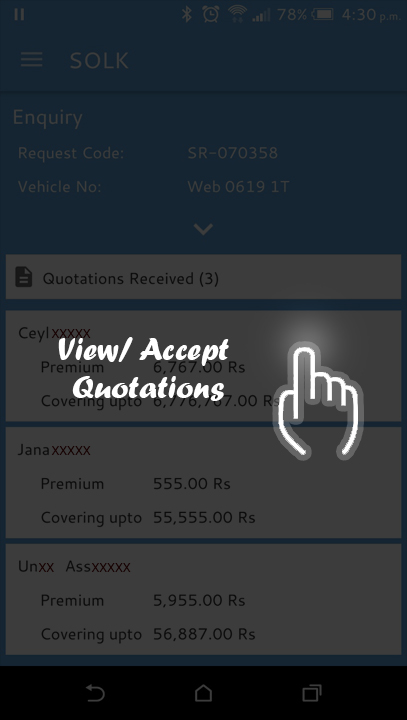 78% 4:30 p.m.
SOLK
Enquiry
Request Code: SR-070358
Vehicle No: Web 0619 1T
Quotations Received (3)
Ceylxxxxx
View/ Accept
Quotations
Premium 6,767.00 Rs
Covering upto 6,776,767.00 Rs
Janaxxxxx
Premium 555.00 Rs
Covering upto 55,555.00 Rs
Unxx Assxxxxx
Premium 5,955.00 Rs
Covering upto 56,887.00 Rs